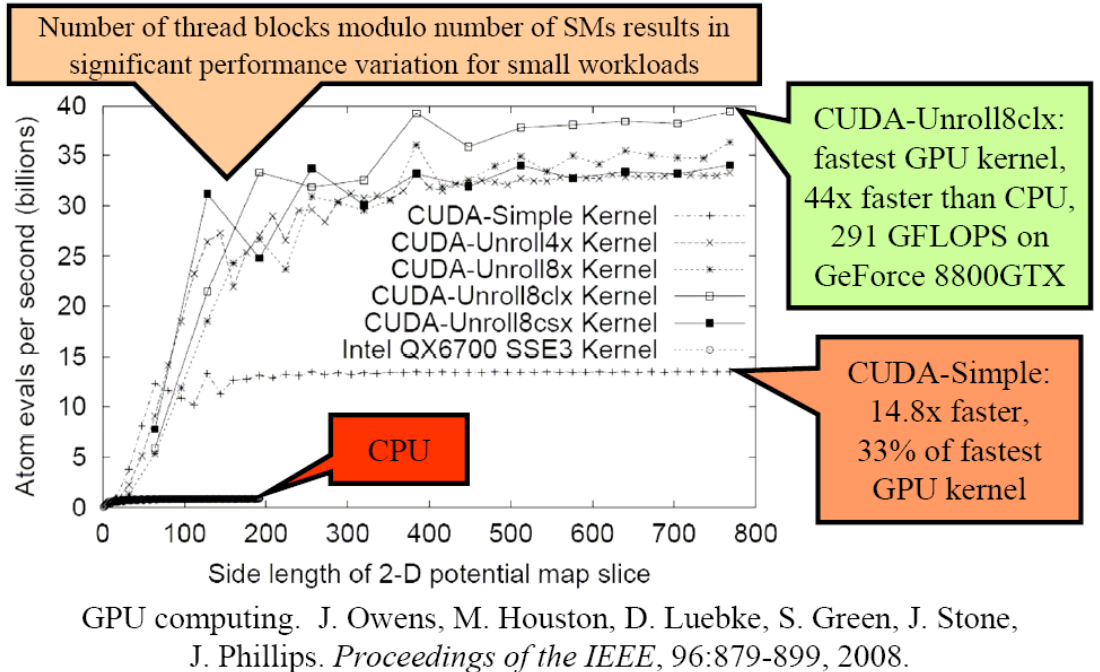 Number of thread blocks modulo number of SMs results in
significant performance variation for small workloads
Atom evals per second (billions)
40
35
30
25
20
15
10
5
0
CUDA-Simple Kernel
CUDA-Unroll4x Kernel
CUDA-Unroll8x Kernel
CUDA-Unroll8clx Kernel
CUDA-Unroll8csx Kernel
Intel QX6700 SSE3 Kernel
CPU
0 100 200 300 400 500 600 700 800
Side length of 2-D potential map slice
CUDA-Unroll8clx:
fastest GPU kernel,
44x faster than CPU,
291 GFLOPS on
GeForce 8800GTX
CUDA-Simple:
14.8x faster,
33% of fastest
GPU kernel
GPU computing. J. Owens, M. Houston, D. Luebke, S. Green, J. Stone,
J. Phillips. Proceedings of the IEEE, 96:879-899, 2008.